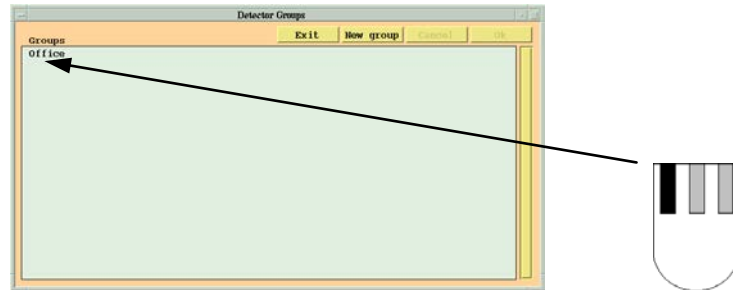 Detector Groups
Groups
Exit
New group
Cancel
Ok
Office